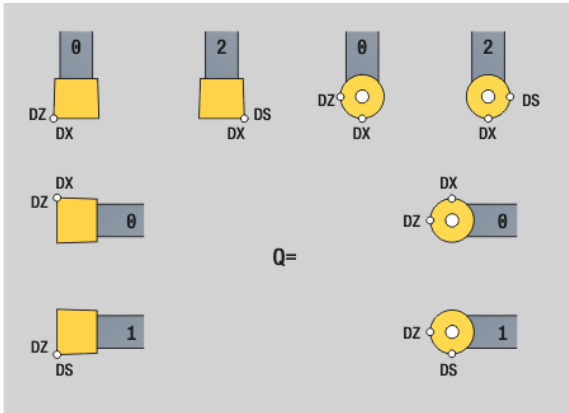 0 2 0 2
DZ DS DZ DS
DX DX DX DX
DX DX
DZ DZ
0 0
Q=
1 1
DZ DZ
DS DS